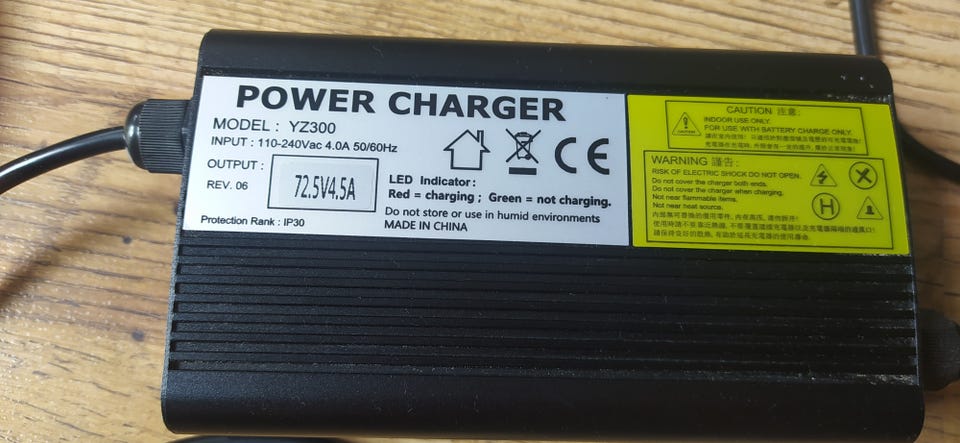 POWER CHARGER
MODEL : YZ300
INPUT : 110-240Vac 4.0A 50/60Hz
OUTPUT :
REV. 06
72.5V4.5A
Protection Rank : IP30
CE
LED Indicator :
Red = charging ; Green = not charging.
Do not store or use in humid environments
MADE IN CHINA
CAUTION 注意 :
INDOOR USE ONLY.
FOR USE WITH BATTERY CHARGE ONLY.
CAUTION
WARNING 謹告 :
RISK OF ELECTRIC SHOCK DO NOT OPEN.
Do not cover the charger both ends.
Do not cover the charger when charging.
Not near flammable items.
Not near heat source.
H